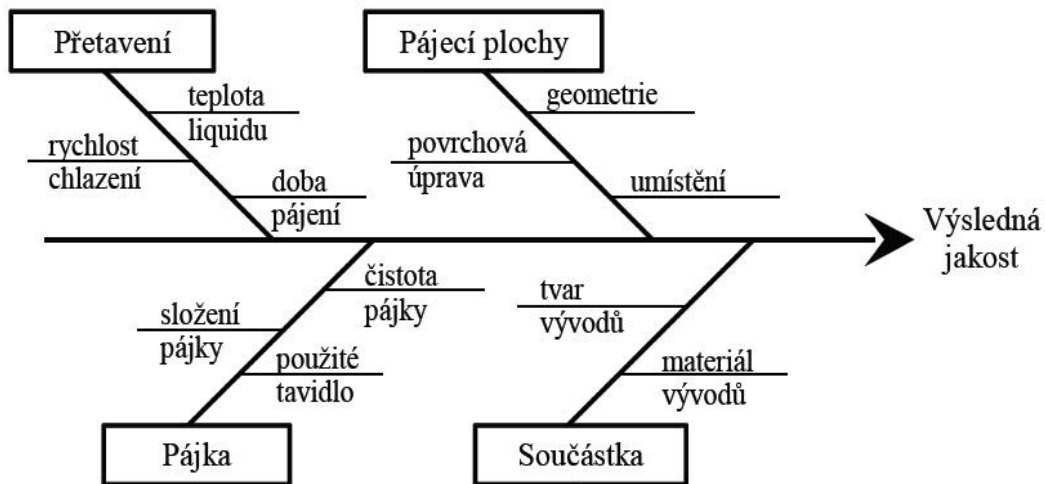 Přetavení
Pájecí plochy
teplota
liquidu
rychlost
chlazení
doba
pájení
geometrie
povrchová
úprava
umístění
Výsledná
jakost
čistota
pájky
složení
pájky
použité
tavidlo
tvar
vývodů
materiál
vývodů
Pájka
Součástka